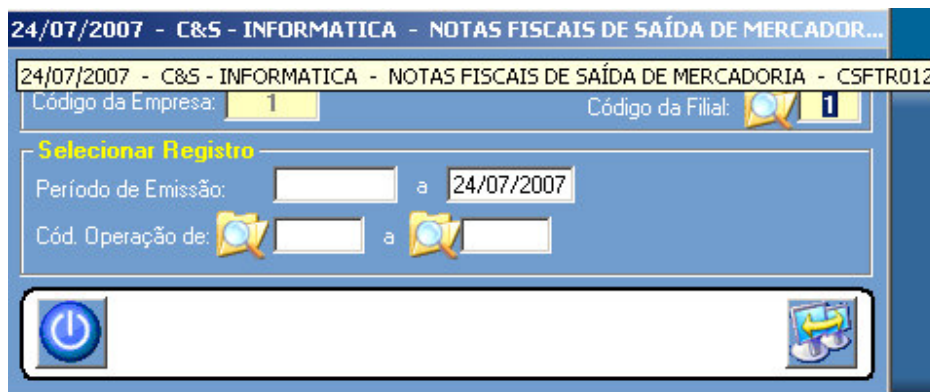 24/07/2007 - C&S - INFORMATICA - NOTAS FISCAIS DE SAÍDA DE MERCADOR...
24/07/2007 - C&S - INFORMATICA - NOTAS FISCAIS DE SAÍDA DE MERCADORIA - CSFTR012
Código da Empresa: 1 Código da Filial: 1
Selecionar Registro
Período de Emissão: a 24/07/2007
Cód. Operação de: a